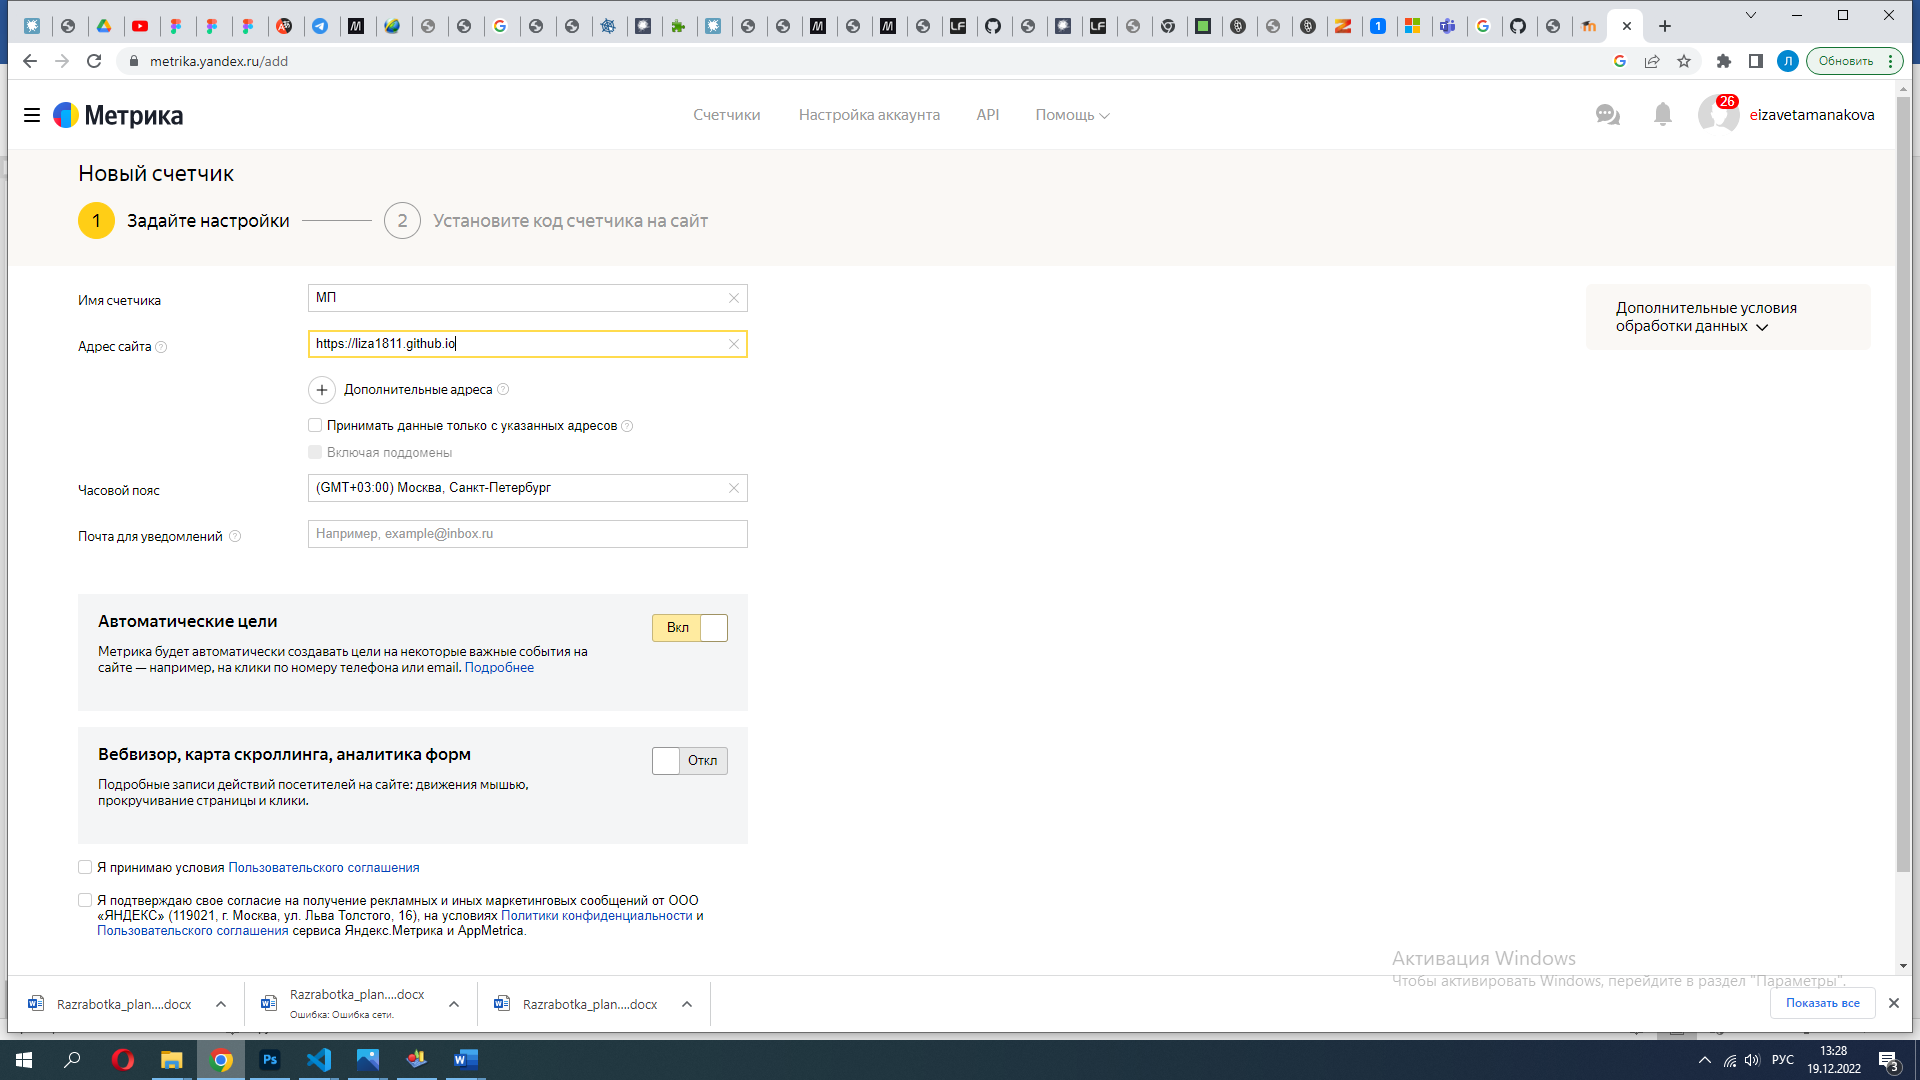 metrika.yandex.ru/add
Л
Обновить
Метрика
Счетчики
Настройка аккаунта
API
Помощь
26
eizavetamanakova
Новый счетчик
1
Задайте настройки
2
Установите код счетчика на сайт
Имя счетчика
МП
Дополнительные условия
обработки данных
Адрес сайта
https://liza1811.github.io
Дополнительные адреса
Принимать данные только с указанных адресов
Включая поддомены
Часовой пояс
(GMT+03:00) Москва, Санкт-Петербург
Почта для уведомлений
Например, example@inbox.ru
Автоматические цели
Вкл
Метрика будет автоматически создавать цели на некоторые важные события на
сайте — например, на клики по номеру телефона или email. Подробнее
Вебвизор, карта скроллинга, аналитика форм
Откл
Подробные записи действий посетителей на сайте: движения мышью,
прокручивание страницы и клики.
Я принимаю условия Пользовательского соглашения
Я подтверждаю свое согласие на получение рекламных и иных маркетинговых сообщений от ООО
«ЯНДЕКС» (119021, г. Москва, ул. Льва Толстого, 16), на условиях Политики конфиденциальности и
Пользовательского соглашения сервиса Яндекс.Метрика и AppMetrica.
Активация Windows
Чтобы активировать Windows, перейдите в раздел "Параметры".
Razrabotka_plan....docx
Razrabotka_plan....docx
Ошибка: Ошибка сети.
Razrabotka_plan....docx
Показать все
Ps
РУС
13:28
19.12.2022
3